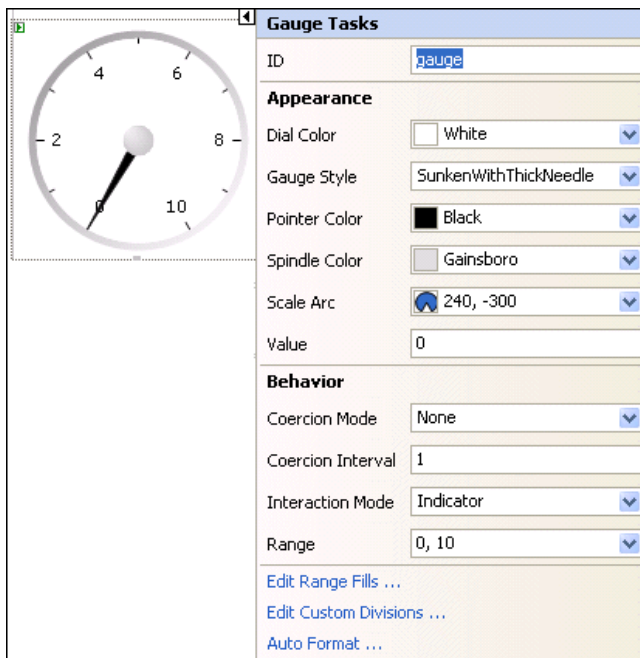 Gauge Tasks
ID gauge
Appearance
Dial Color White
Gauge Style SunkenWithThickNeedle
Pointer Color Black
Spindle Color Gainsboro
Scale Arc 240, -300
Value 0
Behavior
Coercion Mode None
Coercion Interval 1
Interaction Mode Indicator
Range 0, 10
Edit Range Fills ...
Edit Custom Divisions ...
Auto Format ...
4 6
2 8
0 10